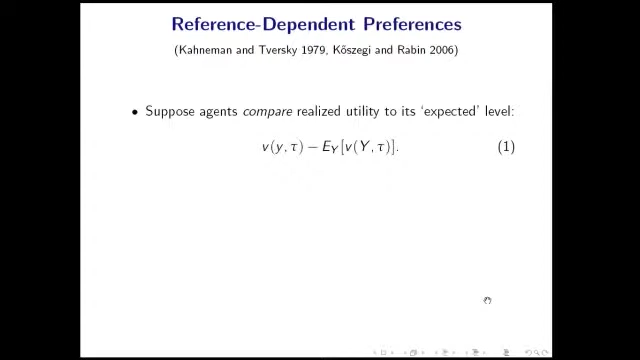 Reference-Dependent Preferences
(Kahneman and Tversky 1979, Kőszegi and Rabin 2006)
• Suppose agents compare realized utility to its ‘expected’ level:
v(y, τ) − E_Y[v(Y, τ)]. (1)